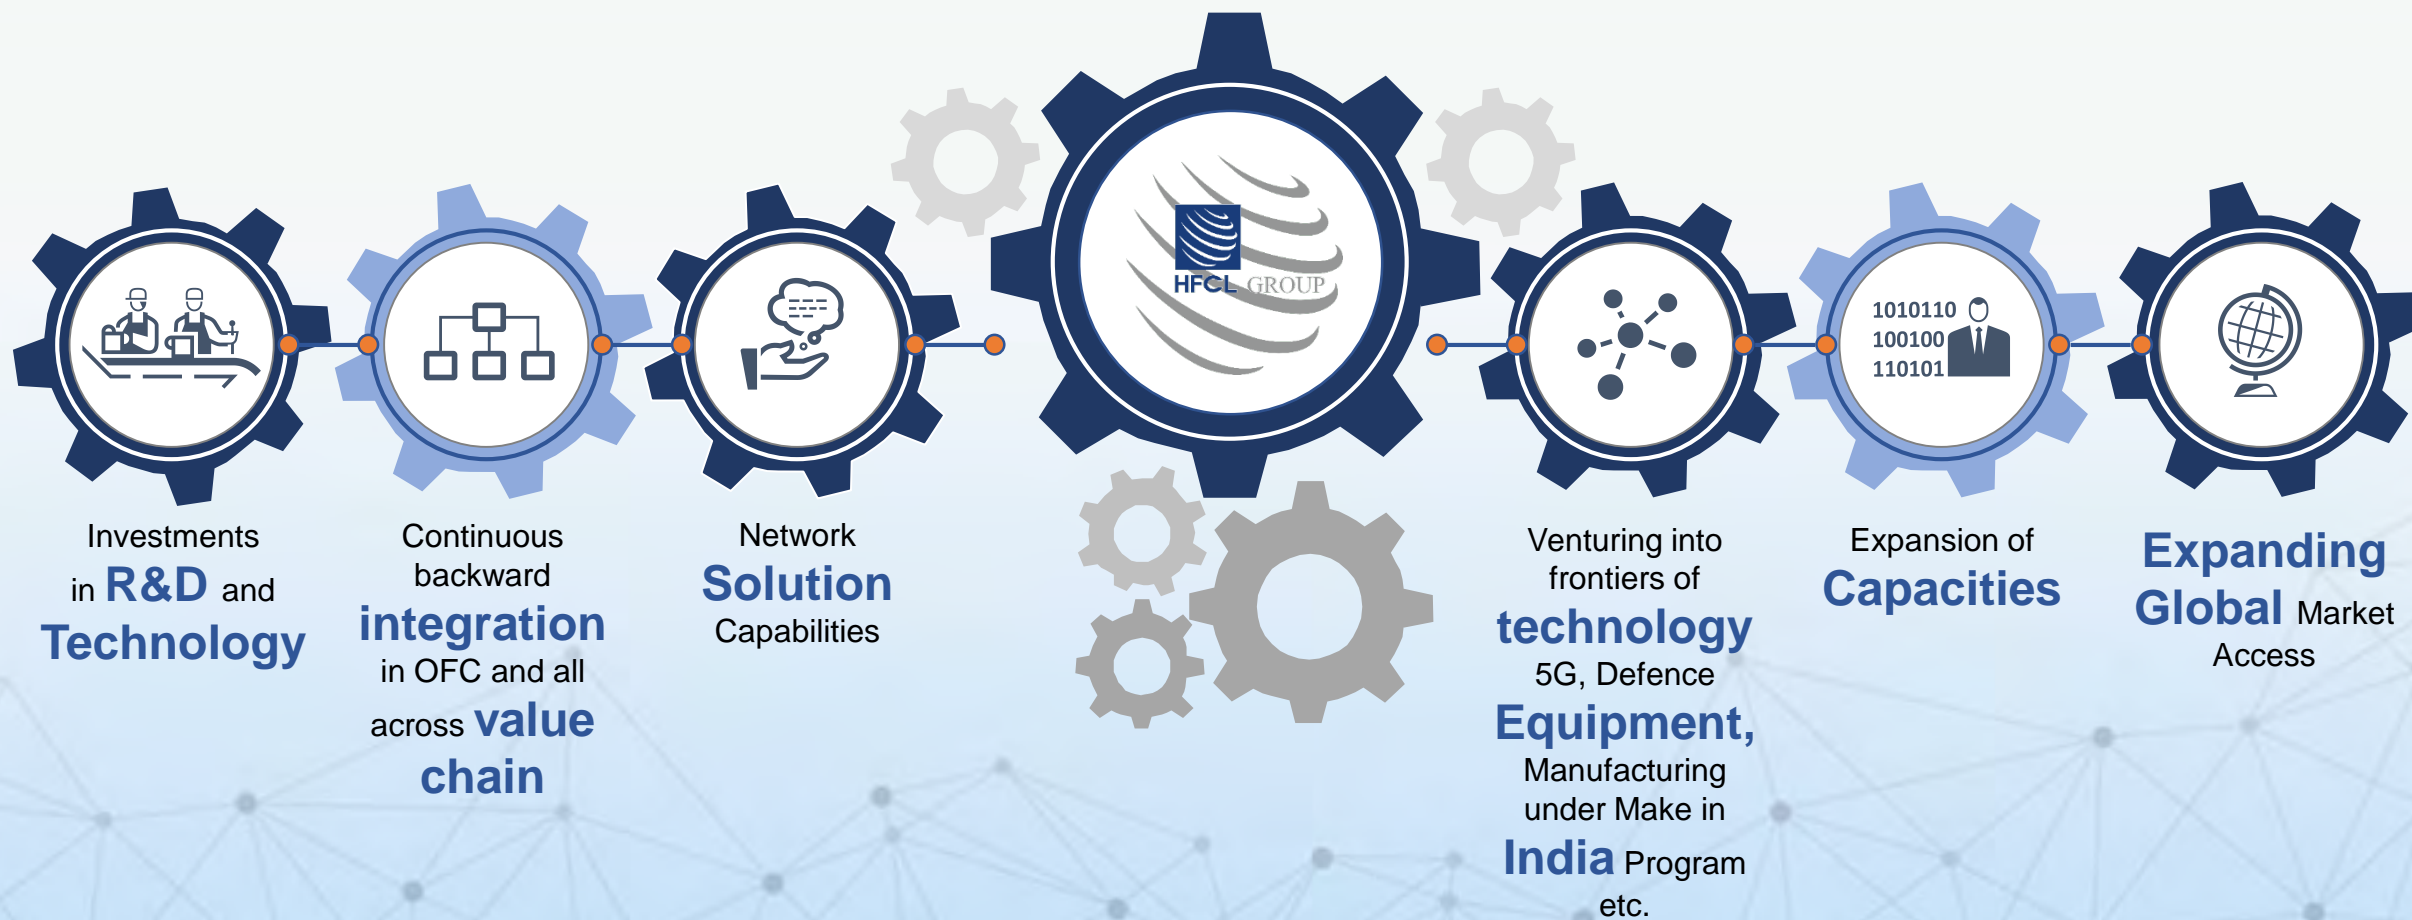 HFCL GROUP
1010110
100100
110101
Investments
in R&D and
Technology
Continuous
backward
integration
in OFC and all
across value
chain
Network
Solution
Capabilities
Venturing into
frontiers of
technology
5G, Defence
Equipment,
Manufacturing
under Make in
India Program
etc.
Expansion of
Capacities
Expanding
Global Market
Access